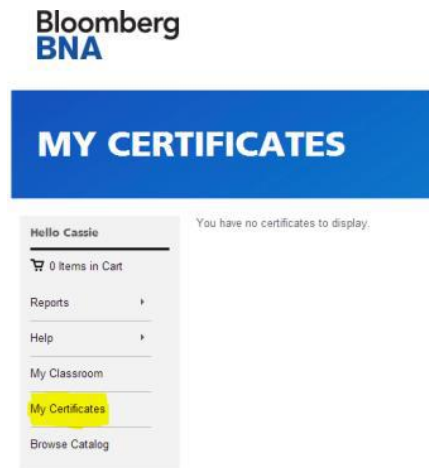 Bloomberg
BNA
MY CERTIFICATES
Hello Cassie
0 Items in Cart
Reports
Help
My Classroom
My Certificates
Browse Catalog
You have no certificates to display.